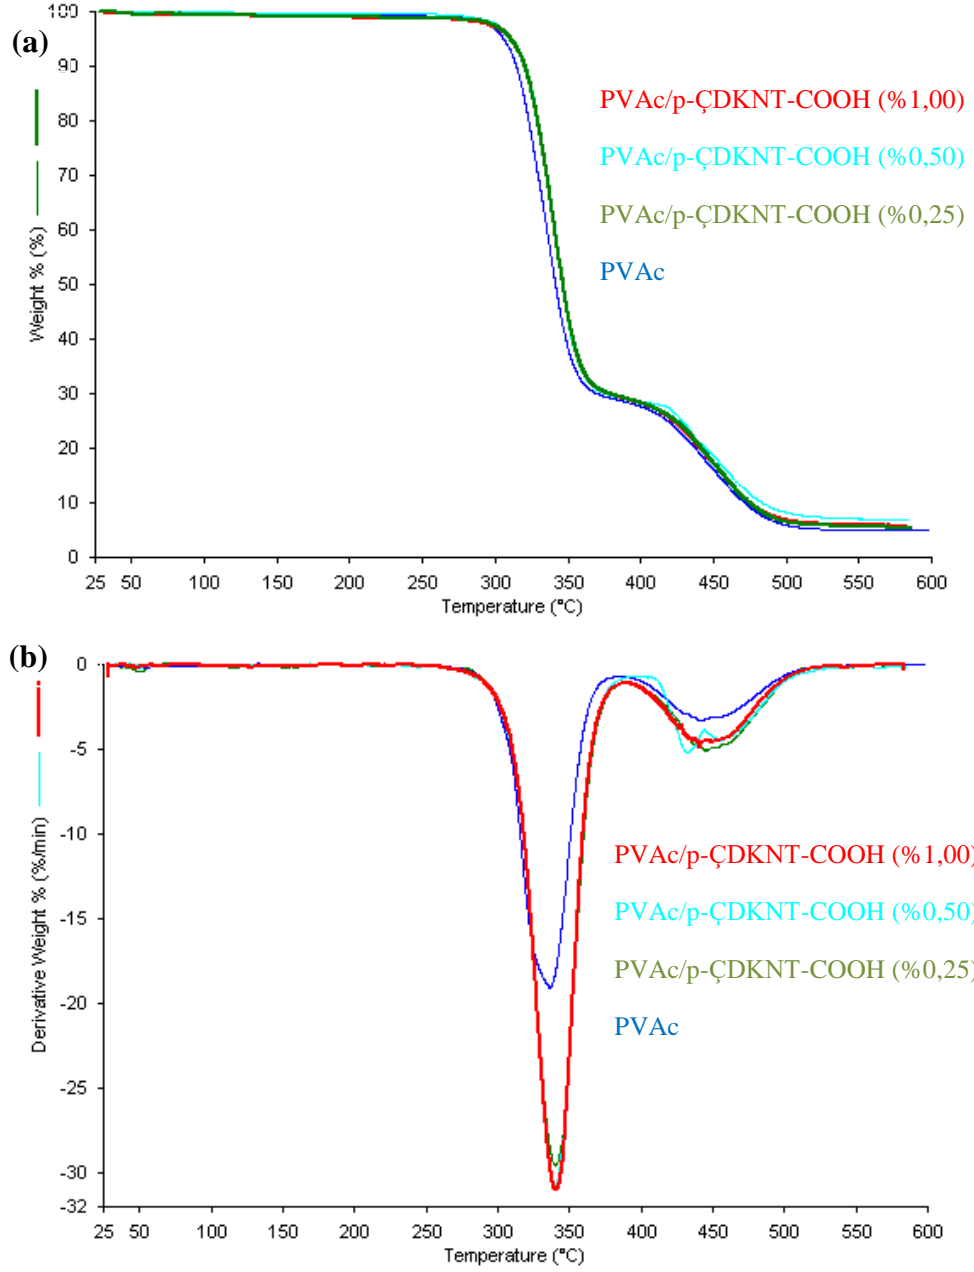 (a)
100
90
80
70
60
50
40
30
20
10
0
Weight % (%)
PVAc/p-ÇDKNT-COOH (%1,00)
PVAc/p-ÇDKNT-COOH (%0,50)
PVAc/p-ÇDKNT-COOH (%0,25)
PVAc
25 50 100 150 200 250 300 350 400 450 500 550 600
Temperature (°C)
(b)
0
-5
-10
-15
-20
-25
-30
-32
Derivative Weight % (%/min)
PVAc/p-ÇDKNT-COOH (%1,00)
PVAc/p-ÇDKNT-COOH (%0,50)
PVAc/p-ÇDKNT-COOH (%0,25)
PVAc
25 50 100 150 200 250 300 350 400 450 500 550 600
Temperature (°C)